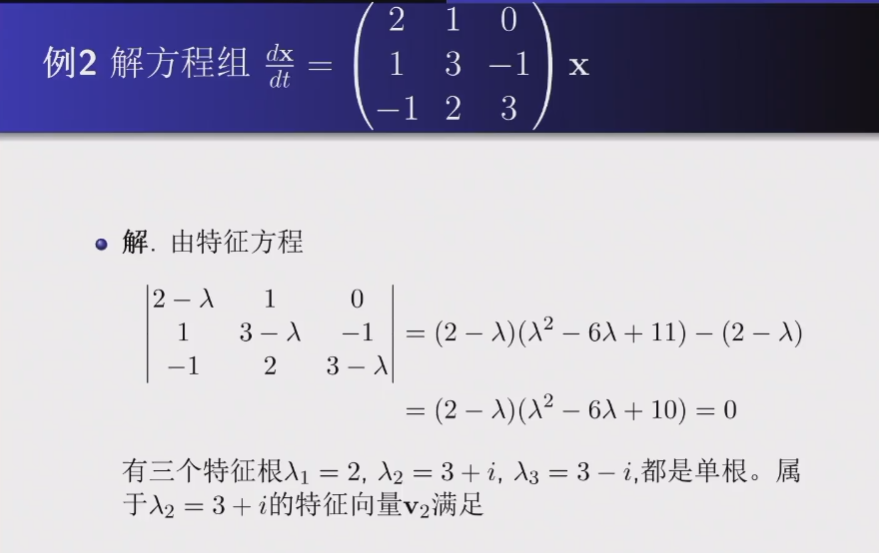 例2 解方程组 $\frac{d\mathbf{x}}{dt} = \begin{pmatrix} 2 & 1 & 0 \\ 1 & 3 & -1 \\ -1 & 2 & 3 \end{pmatrix} \mathbf{x}$
解. 由特征方程
$\begin{vmatrix} 2-\lambda & 1 & 0 \\ 1 & 3-\lambda & -1 \\ -1 & 2 & 3-\lambda \end{vmatrix} = (2-\lambda)(\lambda^2-6\lambda+11)-(2-\lambda)$
$= (2-\lambda)(\lambda^2-6\lambda+10)=0$
有三个特征根$\lambda_1=2, \lambda_2=3+i, \lambda_3=3-i$,都是单根。属
于$\lambda_2=3+i$的特征向量$\mathbf{v}_2$满足